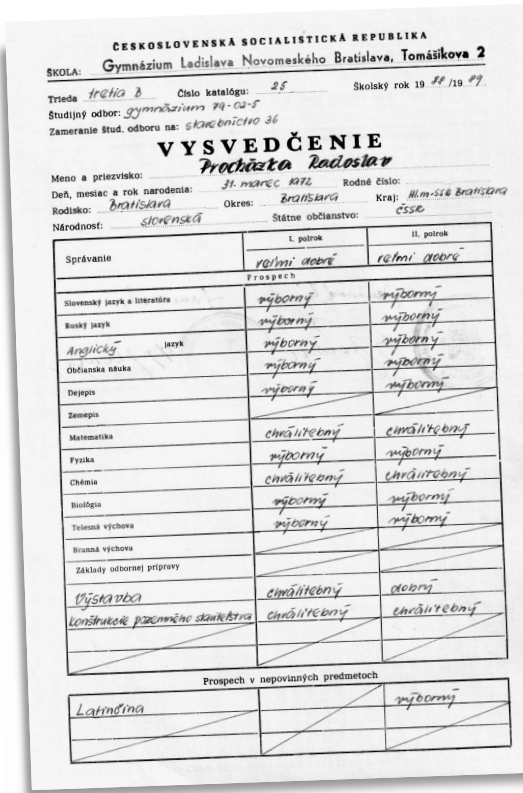 ČESKOSLOVENSKÁ SOCIALISTICKÁ REPUBLIKA
ŠKOLA: Gymnázium Ladislava Novomeského Bratislava, Tomášikova 2
Trieda tretia B Číslo katalógu: 25 Školský rok 19 88 /19 89
Študijný odbor: gymnázium 79-02-5
Zameranie štud. odboru na: stavebníctvo 36
VYSVEDČENIE
Meno a priezvisko: Procházka Radoslav
Deň, mesiac a rok narodenia: 31. marec 1972 Rodné číslo:
Rodisko: Bratislava Okres: Bratislava Kraj: Hl.m. SSR Bratislava
Národnosť: slovenská Štátne občianstvo: ČSSR
Správanie I. polrok II. polrok
veľmi dobré veľmi dobré
Prospech
Slovenský jazyk a literatúra výborný výborný
Ruský jazyk výborný výborný
Anglický jazyk výborný výborný
Občianska náuka výborný výborný
Dejepis výborný výborný
Zemepis
Matematika chválitebný chválitebný
Fyzika výborný výborný
Chémia chválitebný chválitebný
Biológia výborný výborný
Telesná výchova výborný výborný
Branná výchova
Základy odbornej prípravy
Výstavba chválitebný dobrý
Konštrukcie pozemného staviteľstva chválitebný chválitebný
Prospech v nepovinných predmetoch
Latinčina výborný